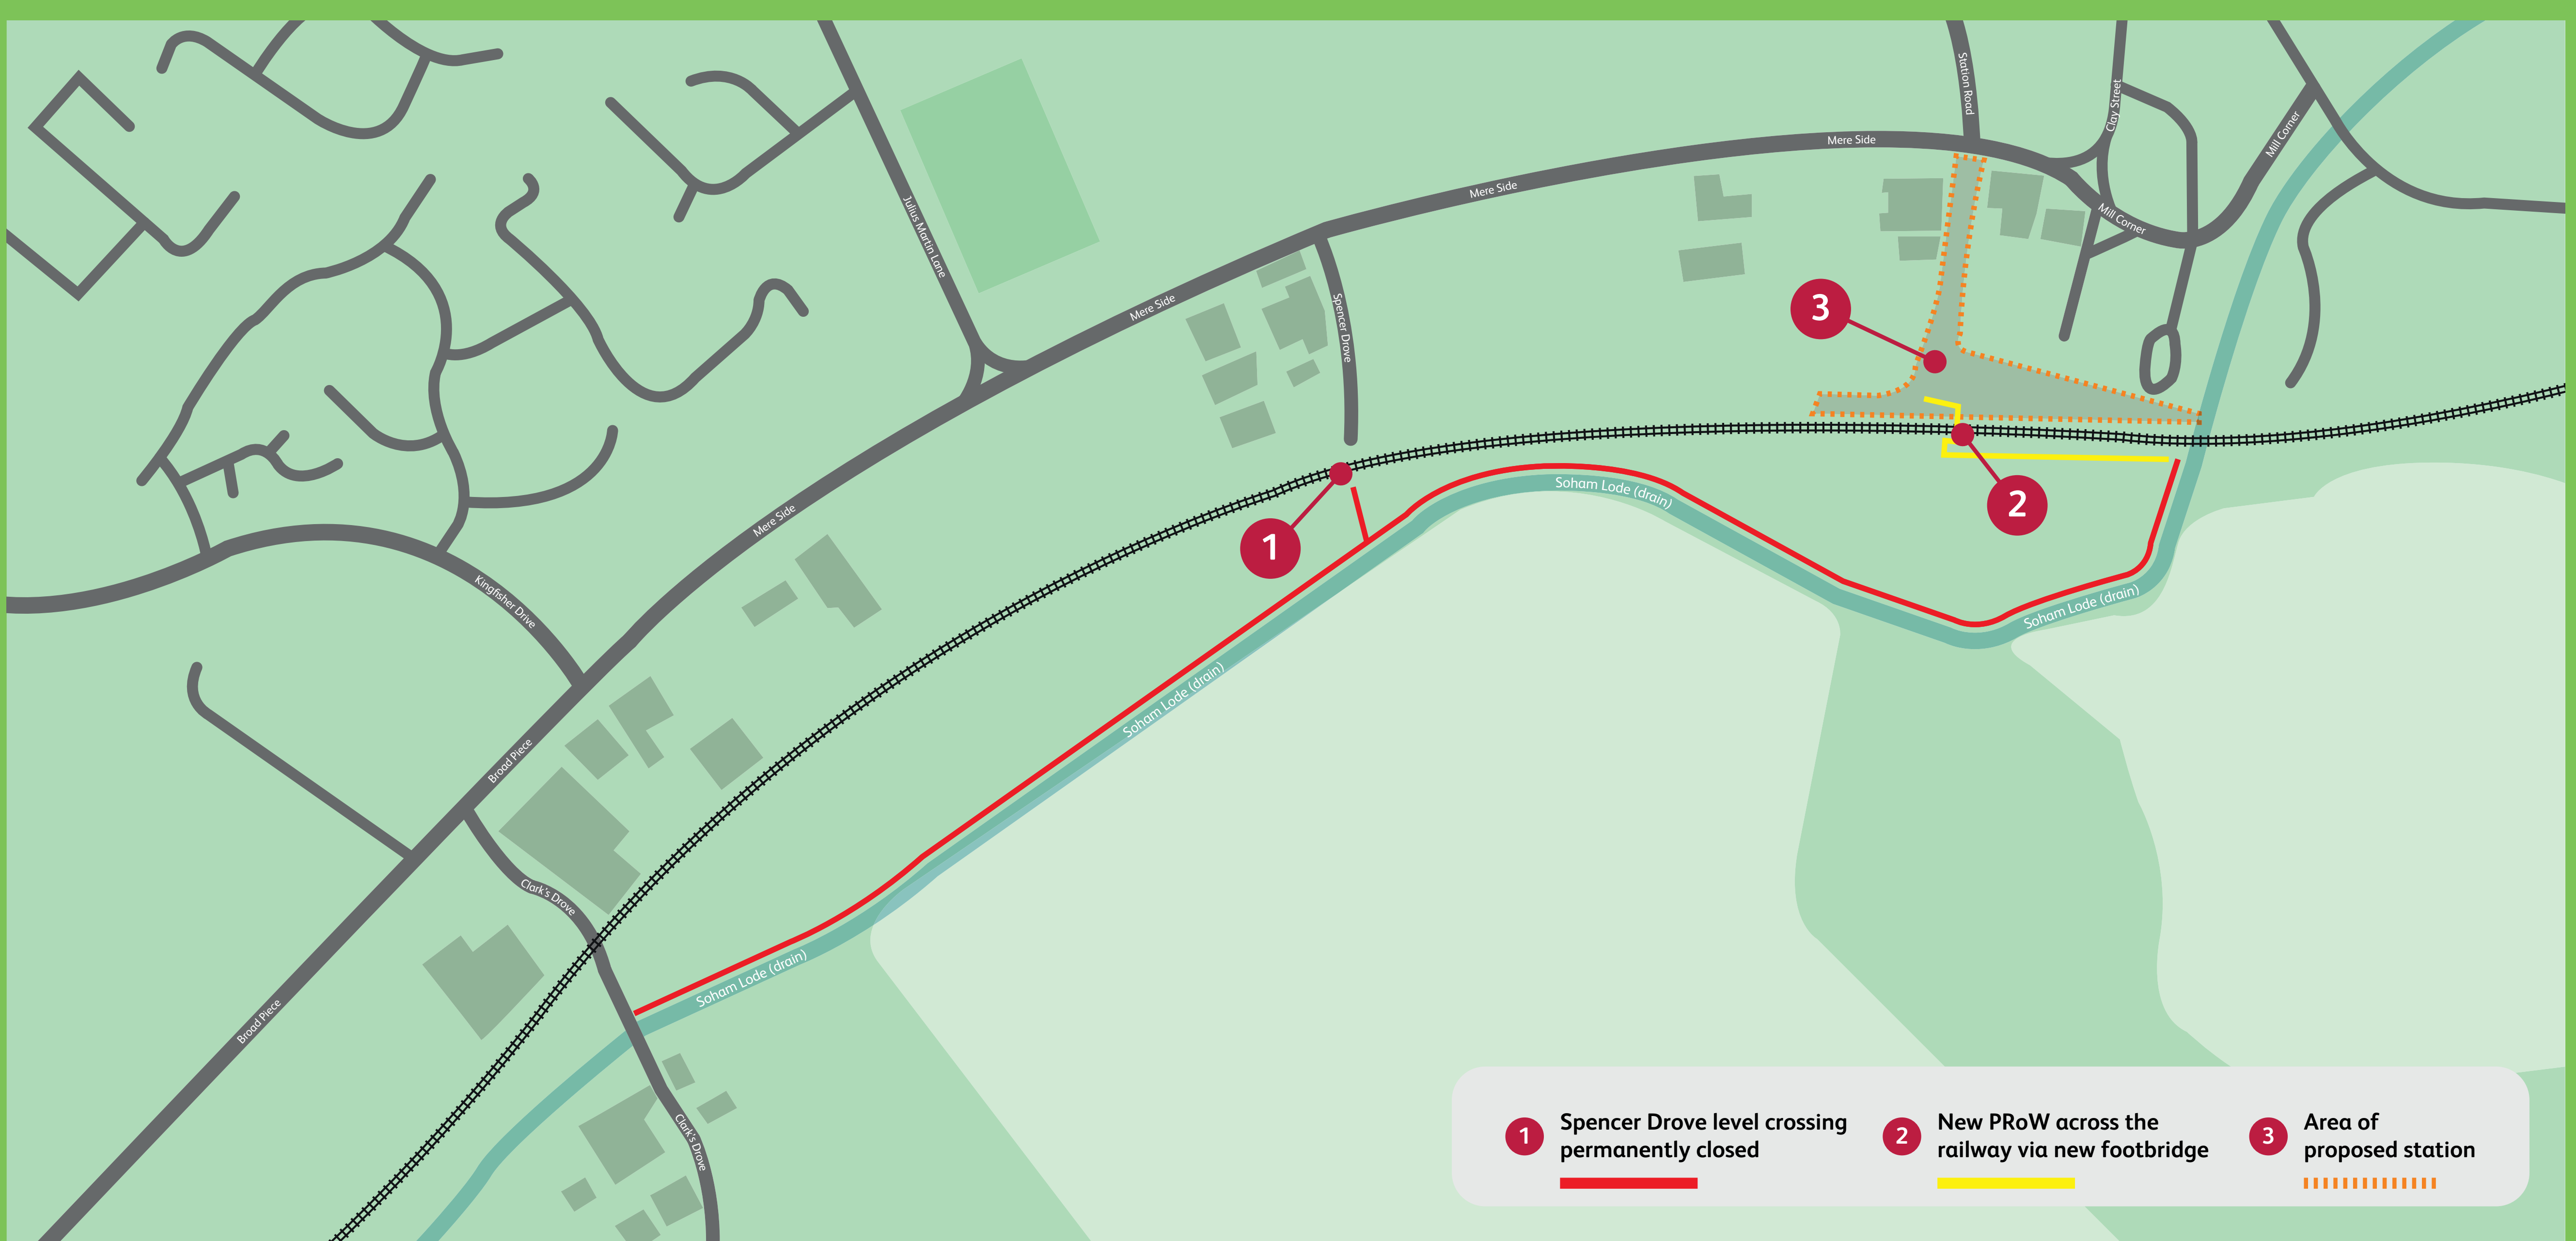 Station Road
Clay Street
Mill Corner
Mere Side
Mere Side
Mill Corner
Julius Martin Lane
Mere Side
Spencer Drove
3
Soham Lode (drain)
2
1
Mere Side
Kingfisher Drive
Soham Lode (drain)
Soham Lode (drain)
Broad Piece
Clark's Drove
Soham Lode (drain)
Broad Piece
Clark's Drove
1
Spencer Drove level crossing
permanently closed
2
New PRoW across the
railway via new footbridge
3
Area of
proposed station